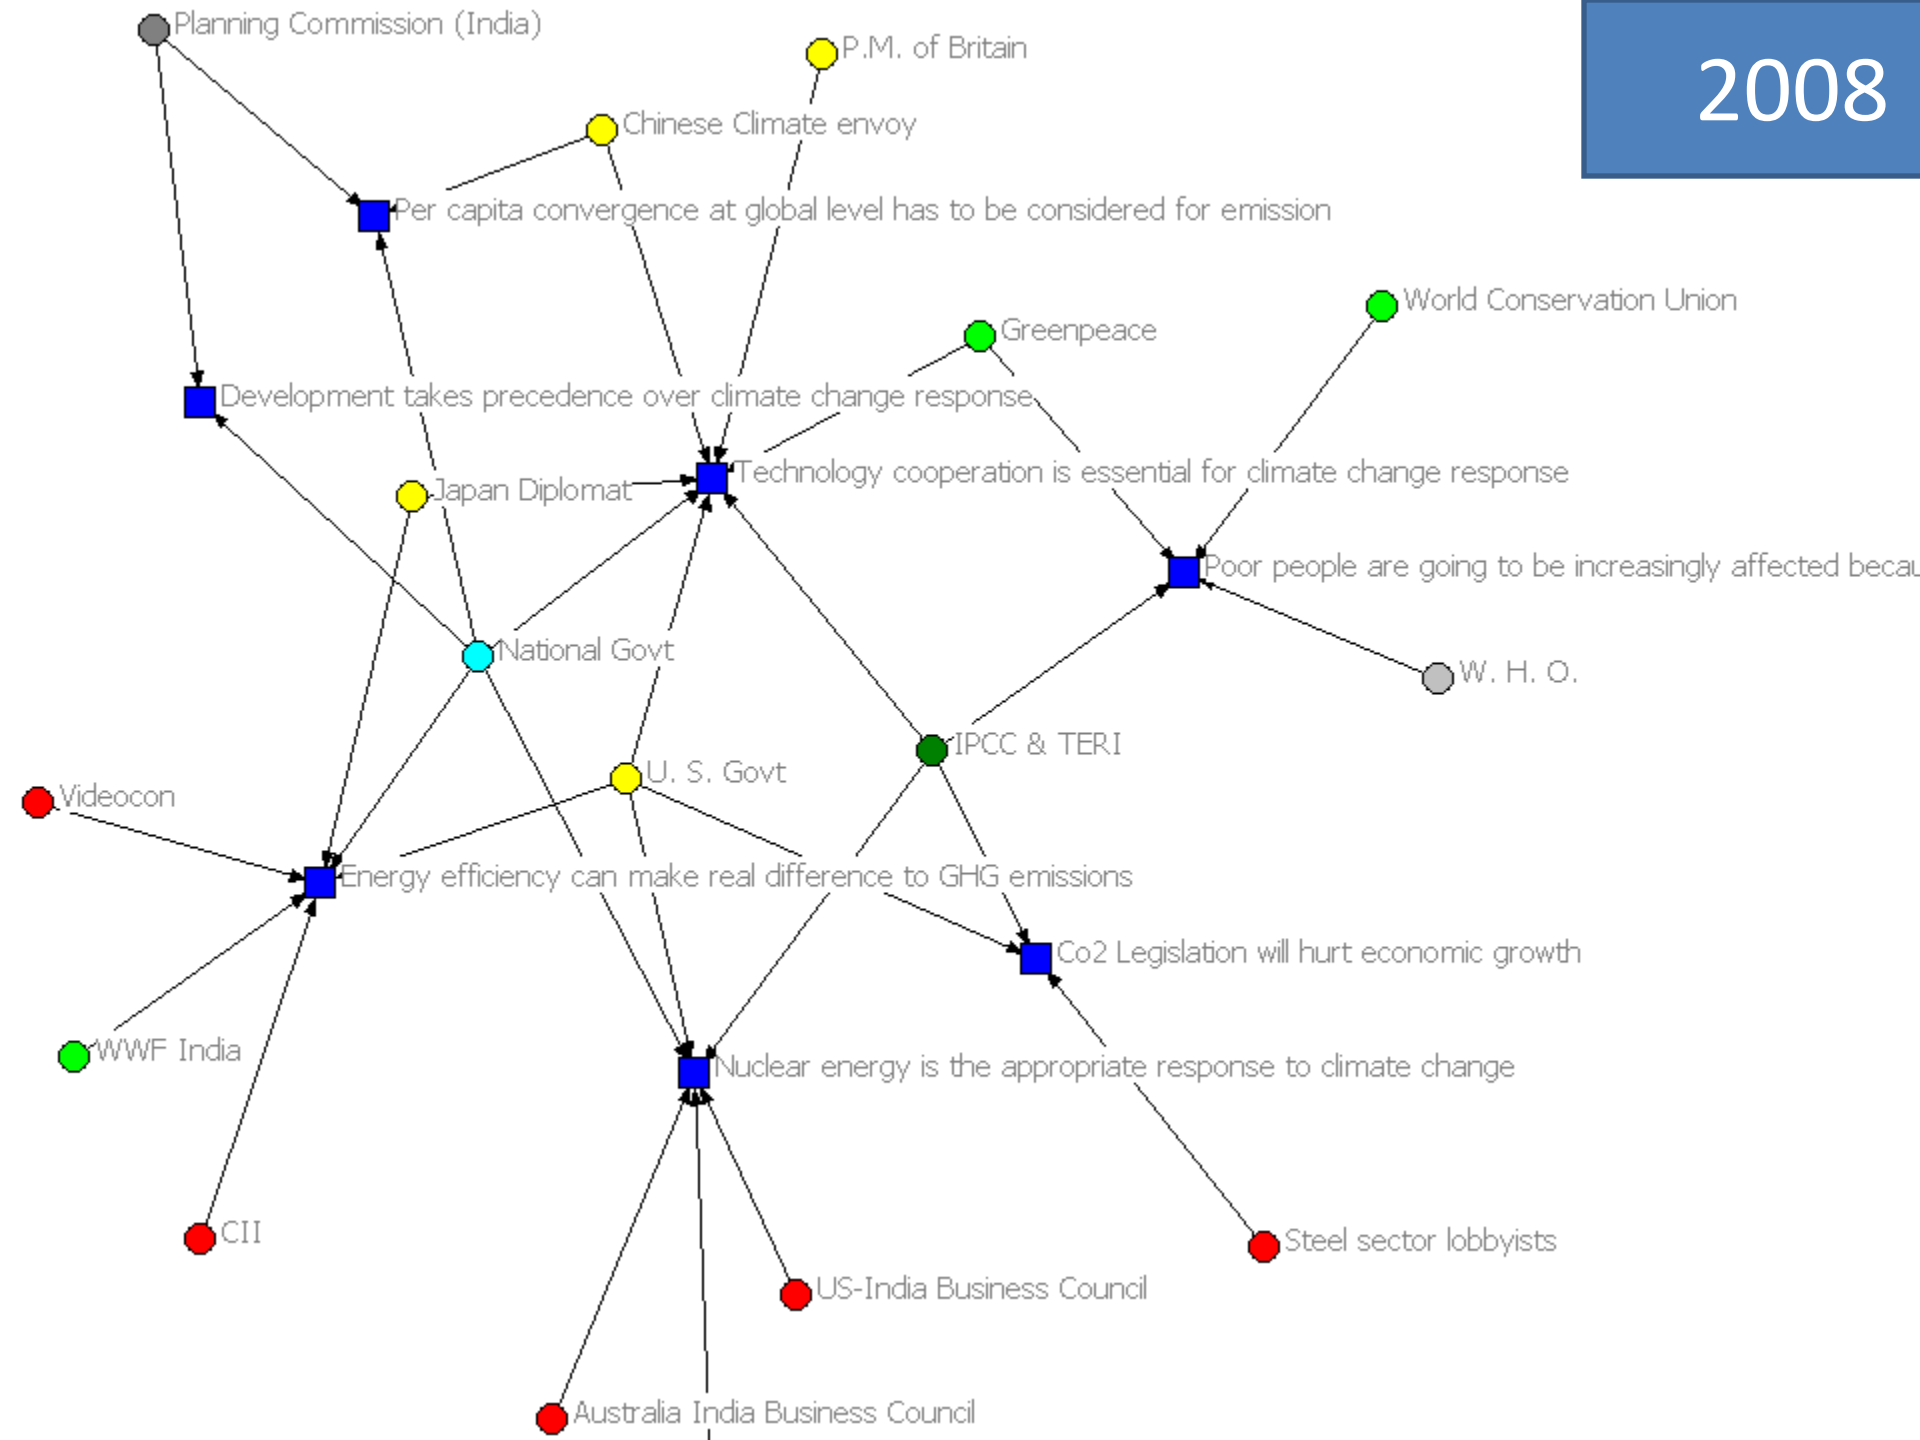 Planning Commission (India)
P.M. of Britain
2008
Chinese Climate envoy
Per capita convergence at global level has to be considered for emission
World Conservation Union
Greenpeace
Development takes precedence over climate change response
Technology cooperation is essential for climate change response
Japan Diplomat
Poor people are going to be increasingly affected
National Govt
W. H. O.
IPCC & TERI
U. S. Govt
Videocon
Energy efficiency can make real difference to GHG emissions
Co2 Legislation will hurt economic growth
WWF India
Nuclear energy is the appropriate response to climate change
CII
Steel sector lobbyists
US-India Business Council
Australia India Business Council